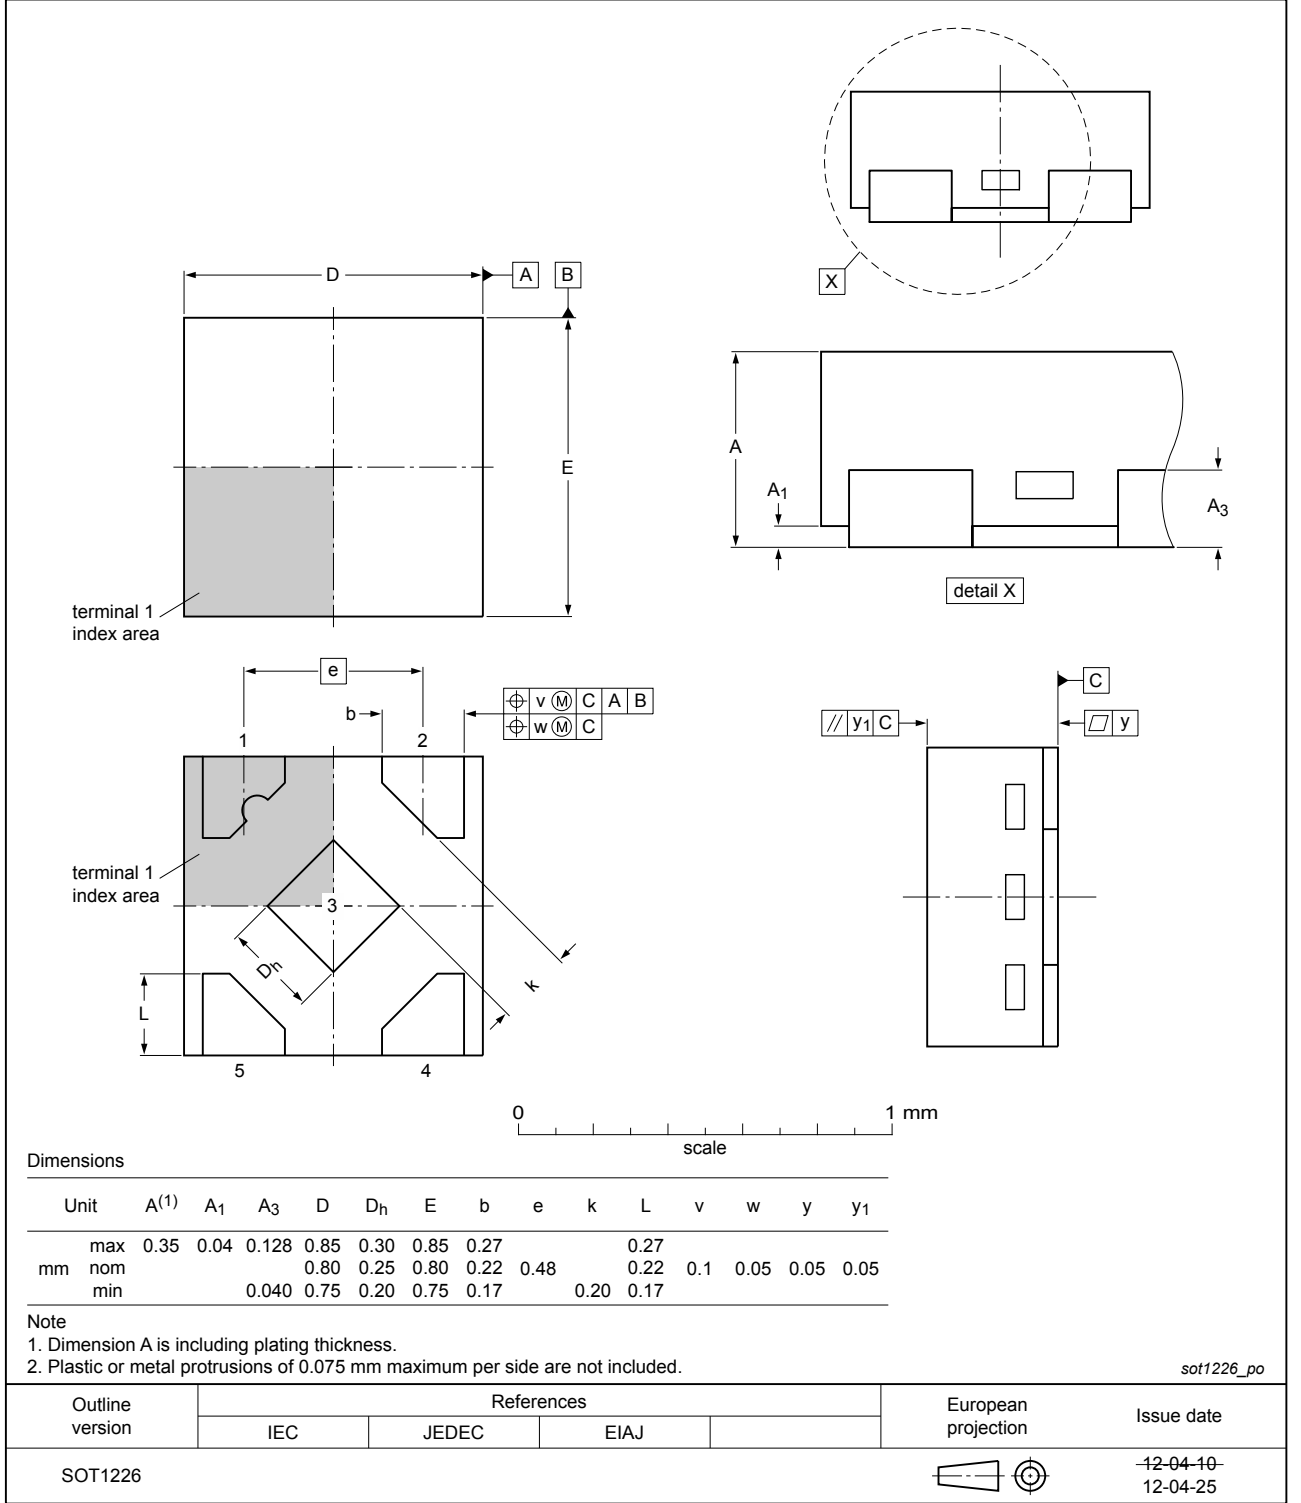 X
D
A
B
E
terminal 1
index area
A
A1
A3
detail X
e
b
v Ⓜ C A B
w Ⓜ C
1
2
terminal 1
index area
3
Dh
k
L
5
4
C
// y1 C
y
0
1 mm
scale
Dimensions
Unit A(1) A1 A3 D Dh E b e k L v w y y1
max 0.35 0.04 0.128 0.85 0.30 0.85 0.27 0.27
mm nom 0.80 0.25 0.80 0.22 0.48 0.22 0.1 0.05 0.05 0.05
min 0.040 0.75 0.20 0.75 0.17 0.20 0.17
Note
1. Dimension A is including plating thickness.
2. Plastic or metal protrusions of 0.075 mm maximum per side are not included.
sot1226_po
Outline
version
References
IEC JEDEC EIAJ
European
projection
Issue date
SOT1226
12-04-10
12-04-25